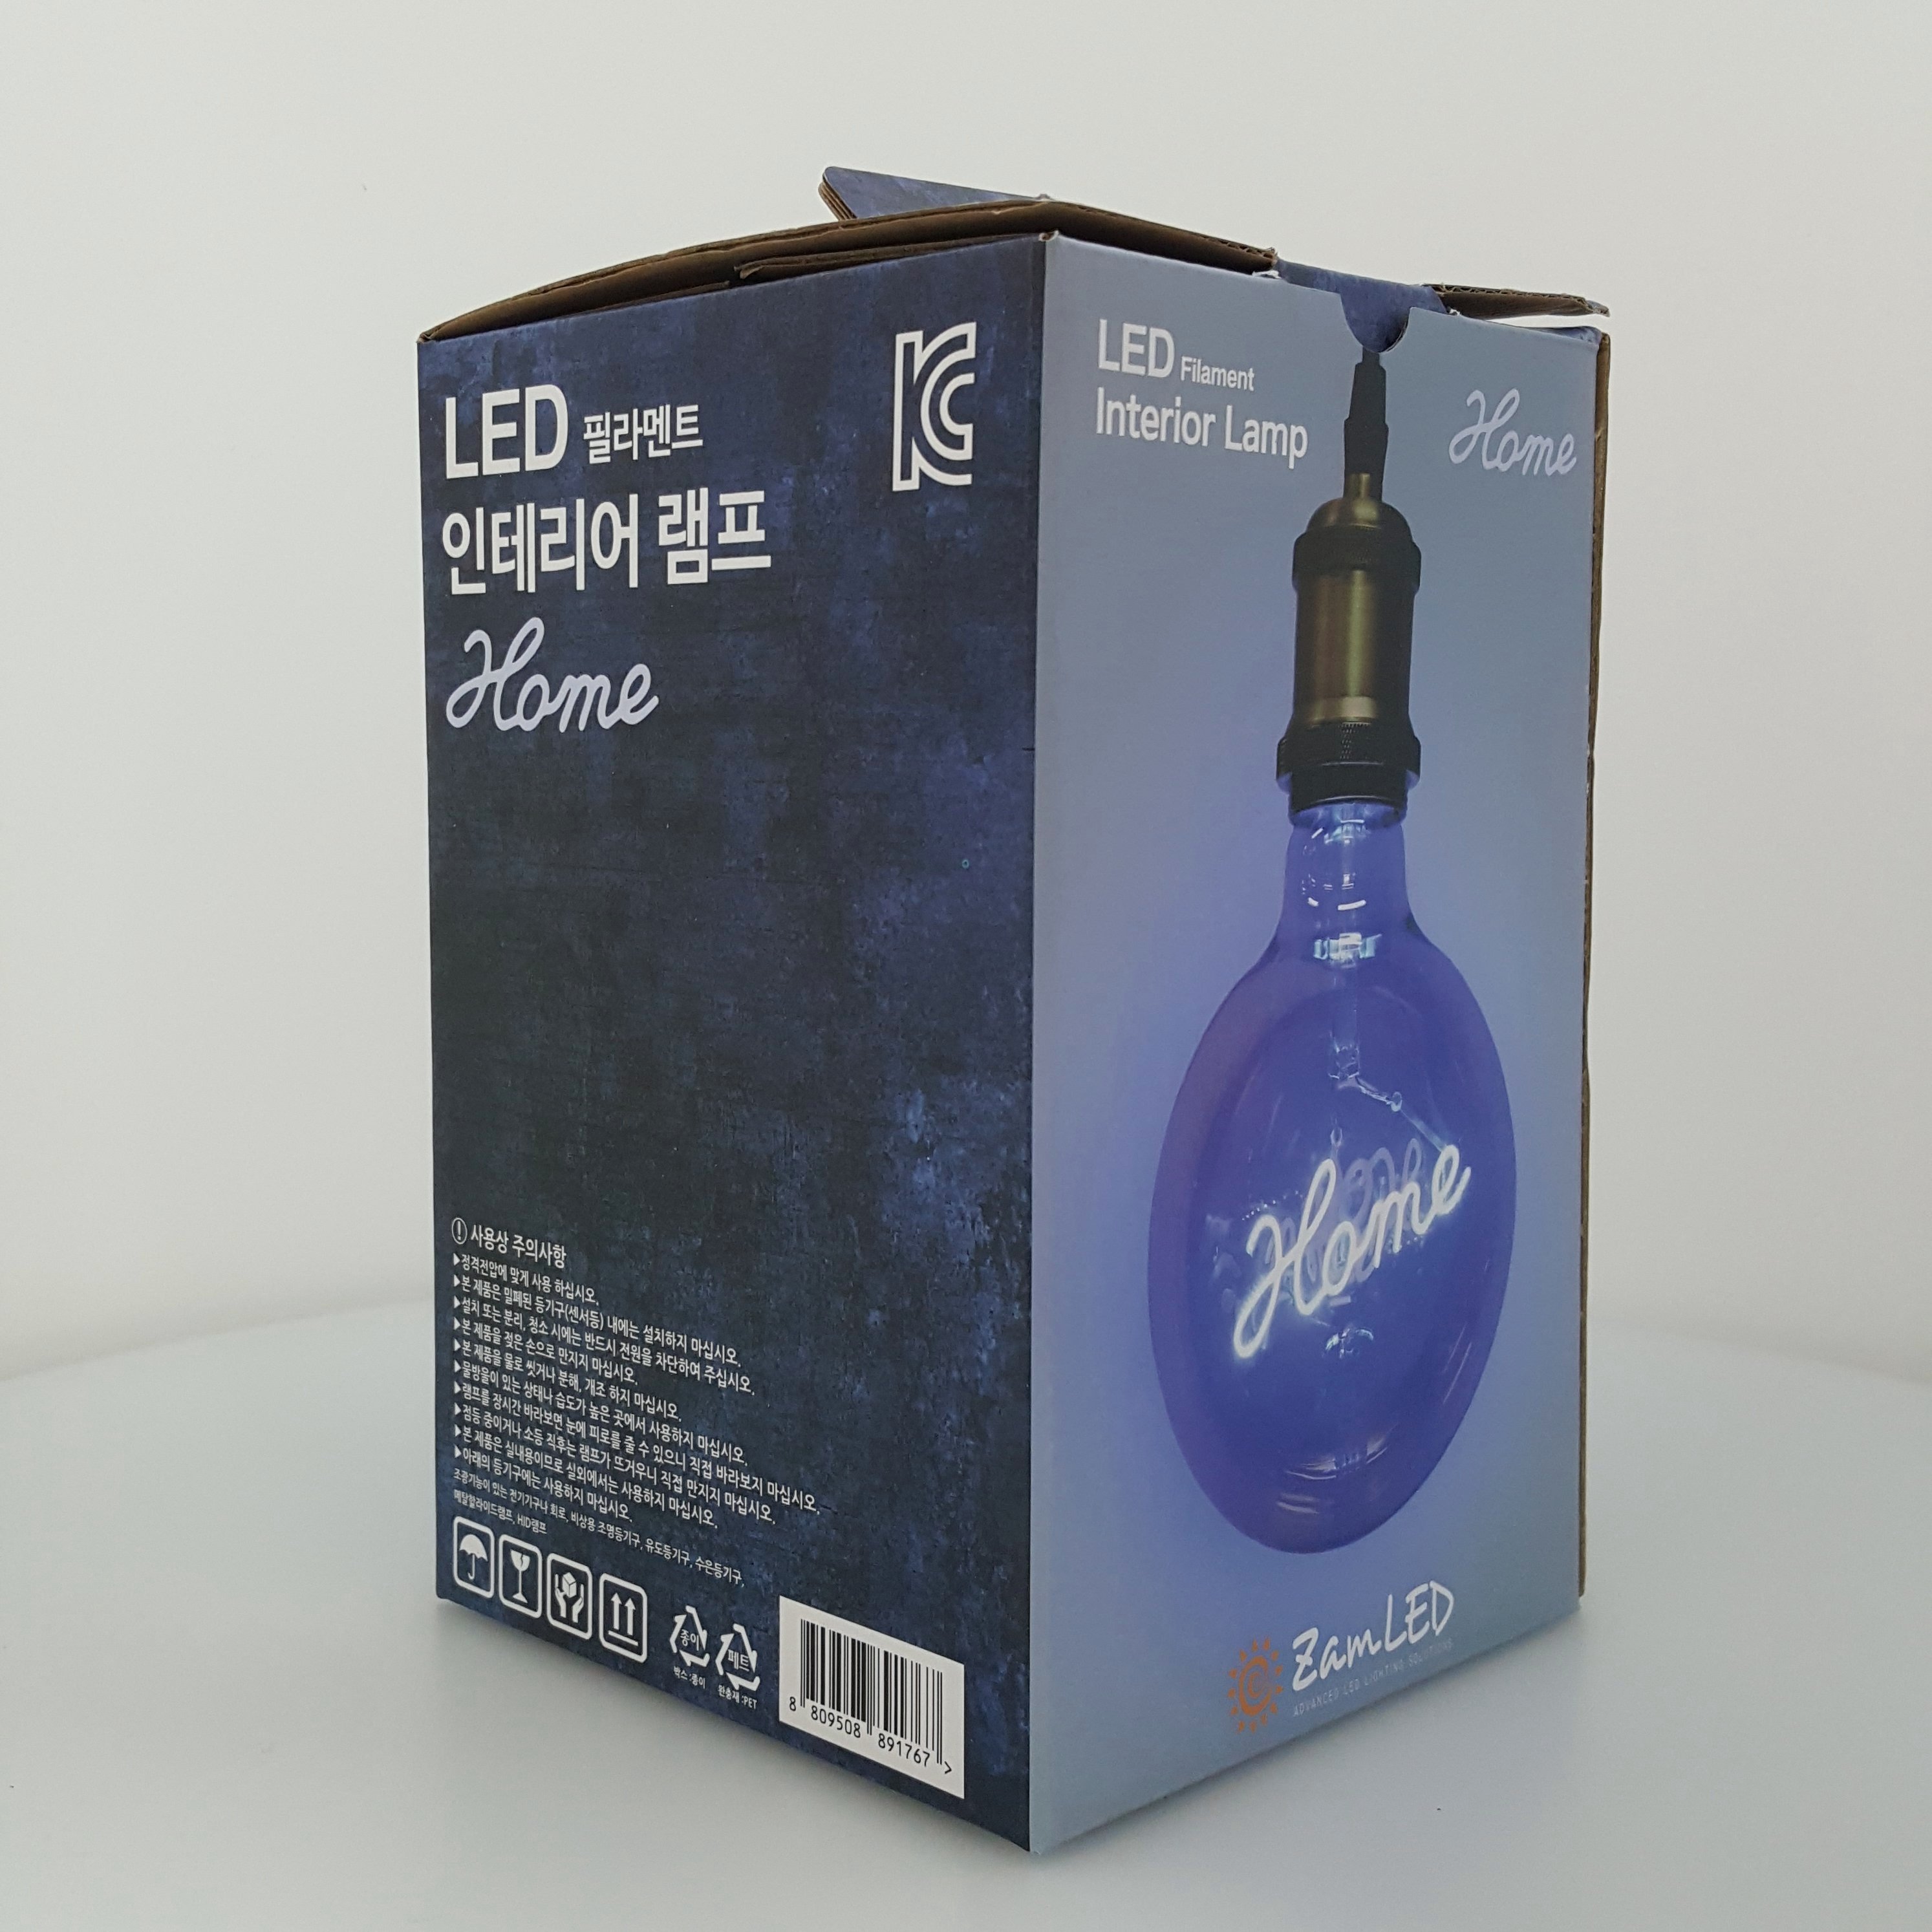 LED 필라멘트
인테리어 램프
Home
사용상 주의사항
▶정격전압에 맞게 사용 하십시오.
▶본 제품은 밀폐된 등기구(센서등) 내에는 설치하지 마십시오.
▶설치 또는 분리, 청소 시에는 반드시 전원을 차단하여 주십시오.
▶본 제품을 젖은 손으로 만지지 마십시오.
▶본 제품을 물로 씻거나 분해, 개조 하지 마십시오.
▶물방울이 있는 상태나 습도가 높은 곳에서 사용하지 마십시오.
▶램프를 장시간 바라보면 눈에 피로를 줄 수 있으니 직접 바라보지 마십시오.
▶점등 중이거나 소등 직후는 램프가 뜨거우니 직접 만지지 마십시오.
▶본 제품은 실내용이므로 실외에서는 사용하지 마십시오.
▶아래의 등기구에는 사용하지 마십시오.
조광기능이 있는 전기기구나 회로, 비상용 조명등기구, 유도등기구, 수은등기구,
메탈할라이드램프, HID램프
종이
박스:종이
페트
완충재:PET
8 809508 891767 >
LED Filament
Interior Lamp
Home
Home
ZamLED
ADVANCED LED LIGHTING SOLUTIONS